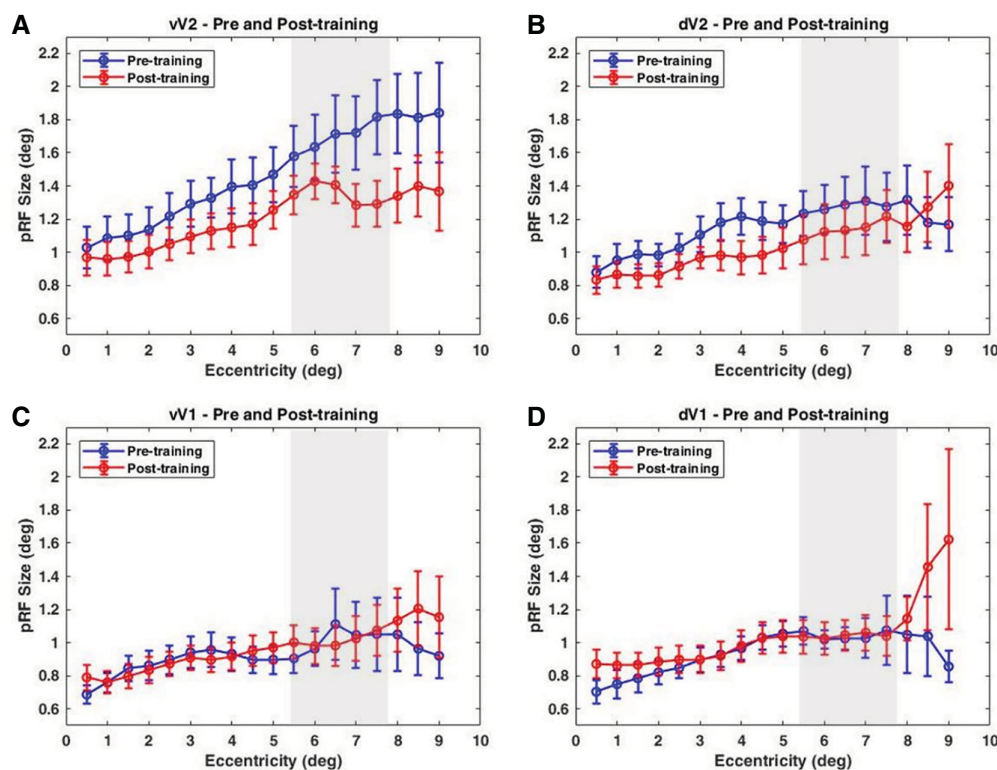 A
vV2 - Pre and Post-training
Pre-training
Post-training
2.2
2
1.8
1.6
1.4
1.2
1
0.8
0.6
pRF Size (deg)
0 1 2 3 4 5 6 7 8 9 10
Eccentricity (deg)
B
dV2 - Pre and Post-training
Pre-training
Post-training
2.2
2
1.8
1.6
1.4
1.2
1
0.8
0.6
pRF Size (deg)
0 1 2 3 4 5 6 7 8 9 10
Eccentricity (deg)
C
vV1 - Pre and Post-training
Pre-training
Post-training
2.2
2
1.8
1.6
1.4
1.2
1
0.8
0.6
pRF Size (deg)
0 1 2 3 4 5 6 7 8 9 10
Eccentricity (deg)
D
dV1 - Pre and Post-training
Pre-training
Post-training
2.2
2
1.8
1.6
1.4
1.2
1
0.8
0.6
pRF Size (deg)
0 1 2 3 4 5 6 7 8 9 10
Eccentricity (deg)